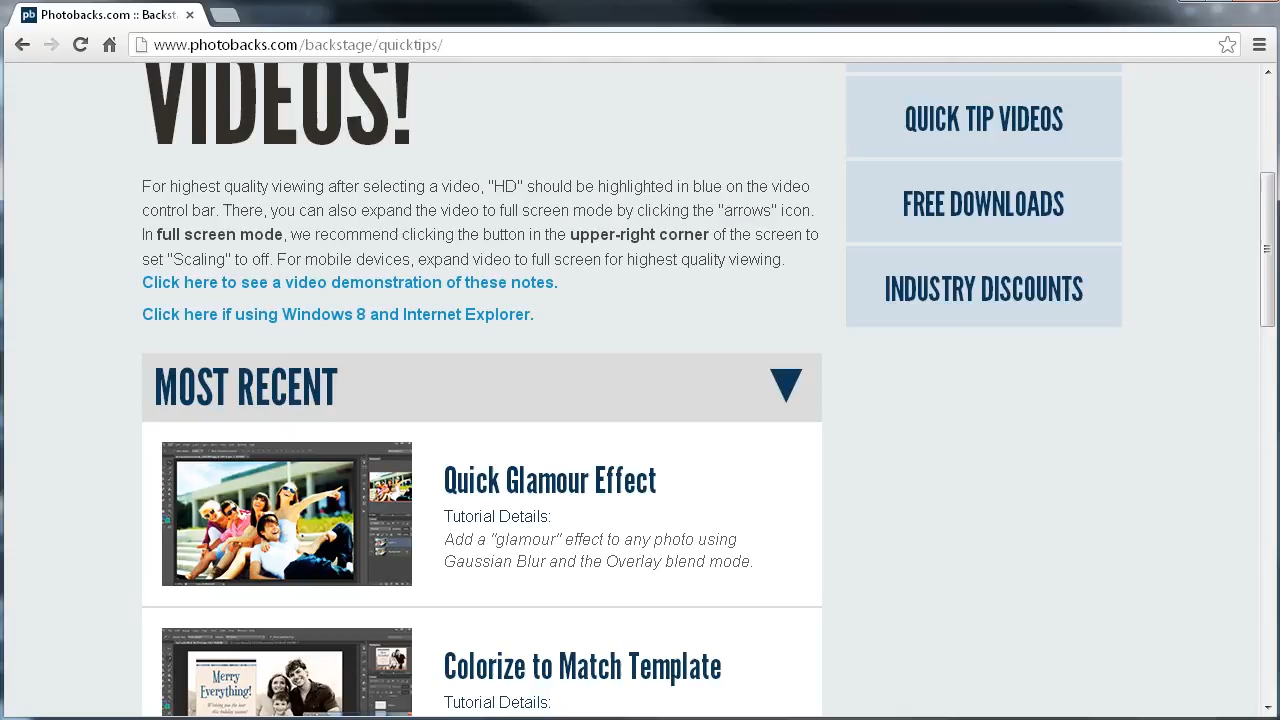 Photobacks.com :: Backst
www.photobacks.com/backstage/quicktips/
VIDEOS!
For highest quality viewing after selecting a video, "HD" should be highlighted in blue on the video
control bar. There, you can also expand the video to full screen mode by clicking the "arrows" icon.
In full screen mode, we recommend clicking the button in the upper-right corner of the screen to
set "Scaling" to off. For mobile devices, expand video to full screen for highest quality viewing.
Click here to see a video demonstration of these notes.
Click here if using Windows 8 and Internet Explorer.
QUICK TIP VIDEOS
FREE DOWNLOADS
INDUSTRY DISCOUNTS
MOST RECENT
Quick Glamour Effect
Tutorial Details:
Add a "glamour" effect to any photo using
Gaussian Blur and the Overlay blend mode
Colorize to Match Template
Tutorial Details:
Merry
Everything!